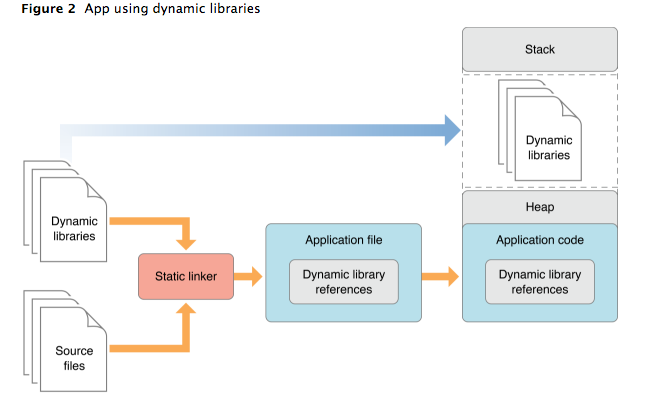 Figure 2 App using dynamic libraries
Stack
Dynamic
libraries
Heap
Dynamic
libraries
Static linker
Application file
Dynamic library
references
Application code
Dynamic library
references
Source
files